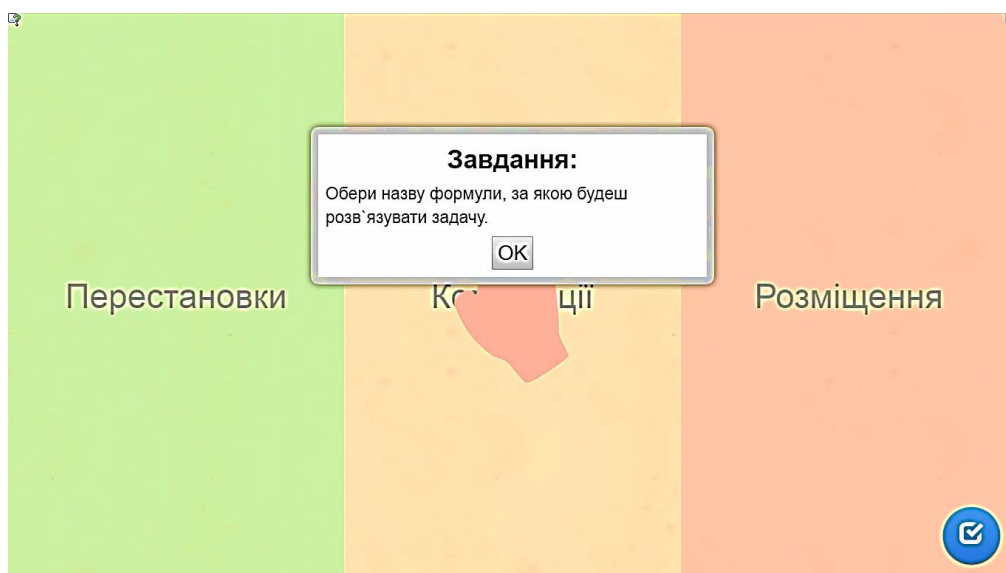 Завдання:
Обери назву формули, за якою будеш
розв`язувати задачу.
OK
Перестановки
Розміщення